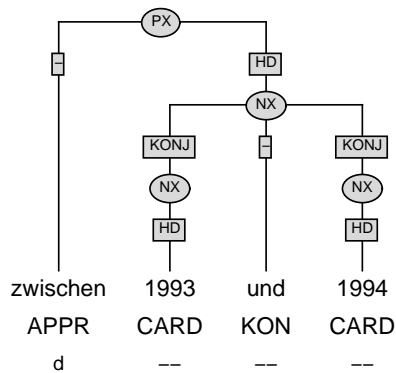 PX
– HD
NX
KONJ – KONJ
NX NX
HD HD
zwischen 1993 und 1994
APPR CARD KON CARD
d –– –– ––